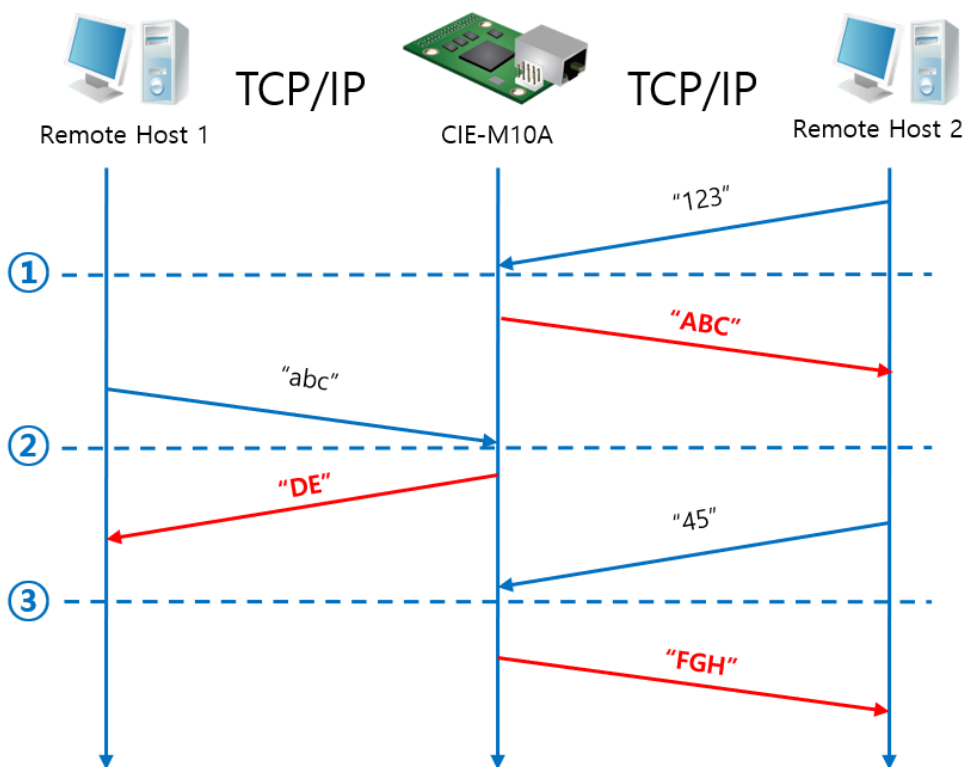 TCP/IP
TCP/IP
Remote Host 1
CIE-M10A
Remote Host 2
“123”
①
“ABC”
“abc”
②
“DE”
“45”
③
“FGH”